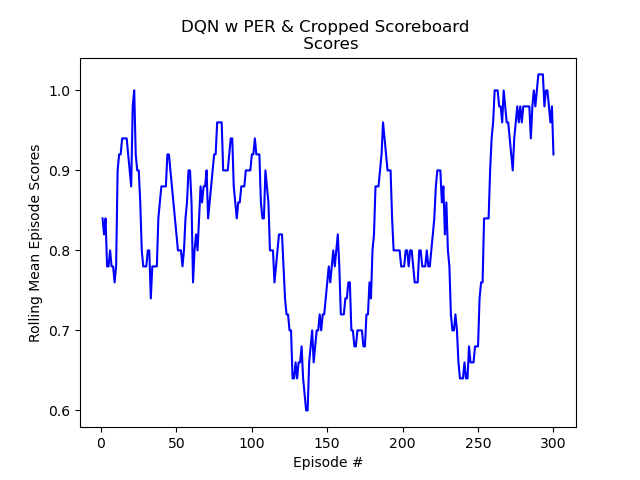 DQN w PER & Cropped Scoreboard
Scores
Rolling Mean Episode Scores
1.0
0.9
0.8
0.7
0.6
0 50 100 150 200 250 300
Episode #